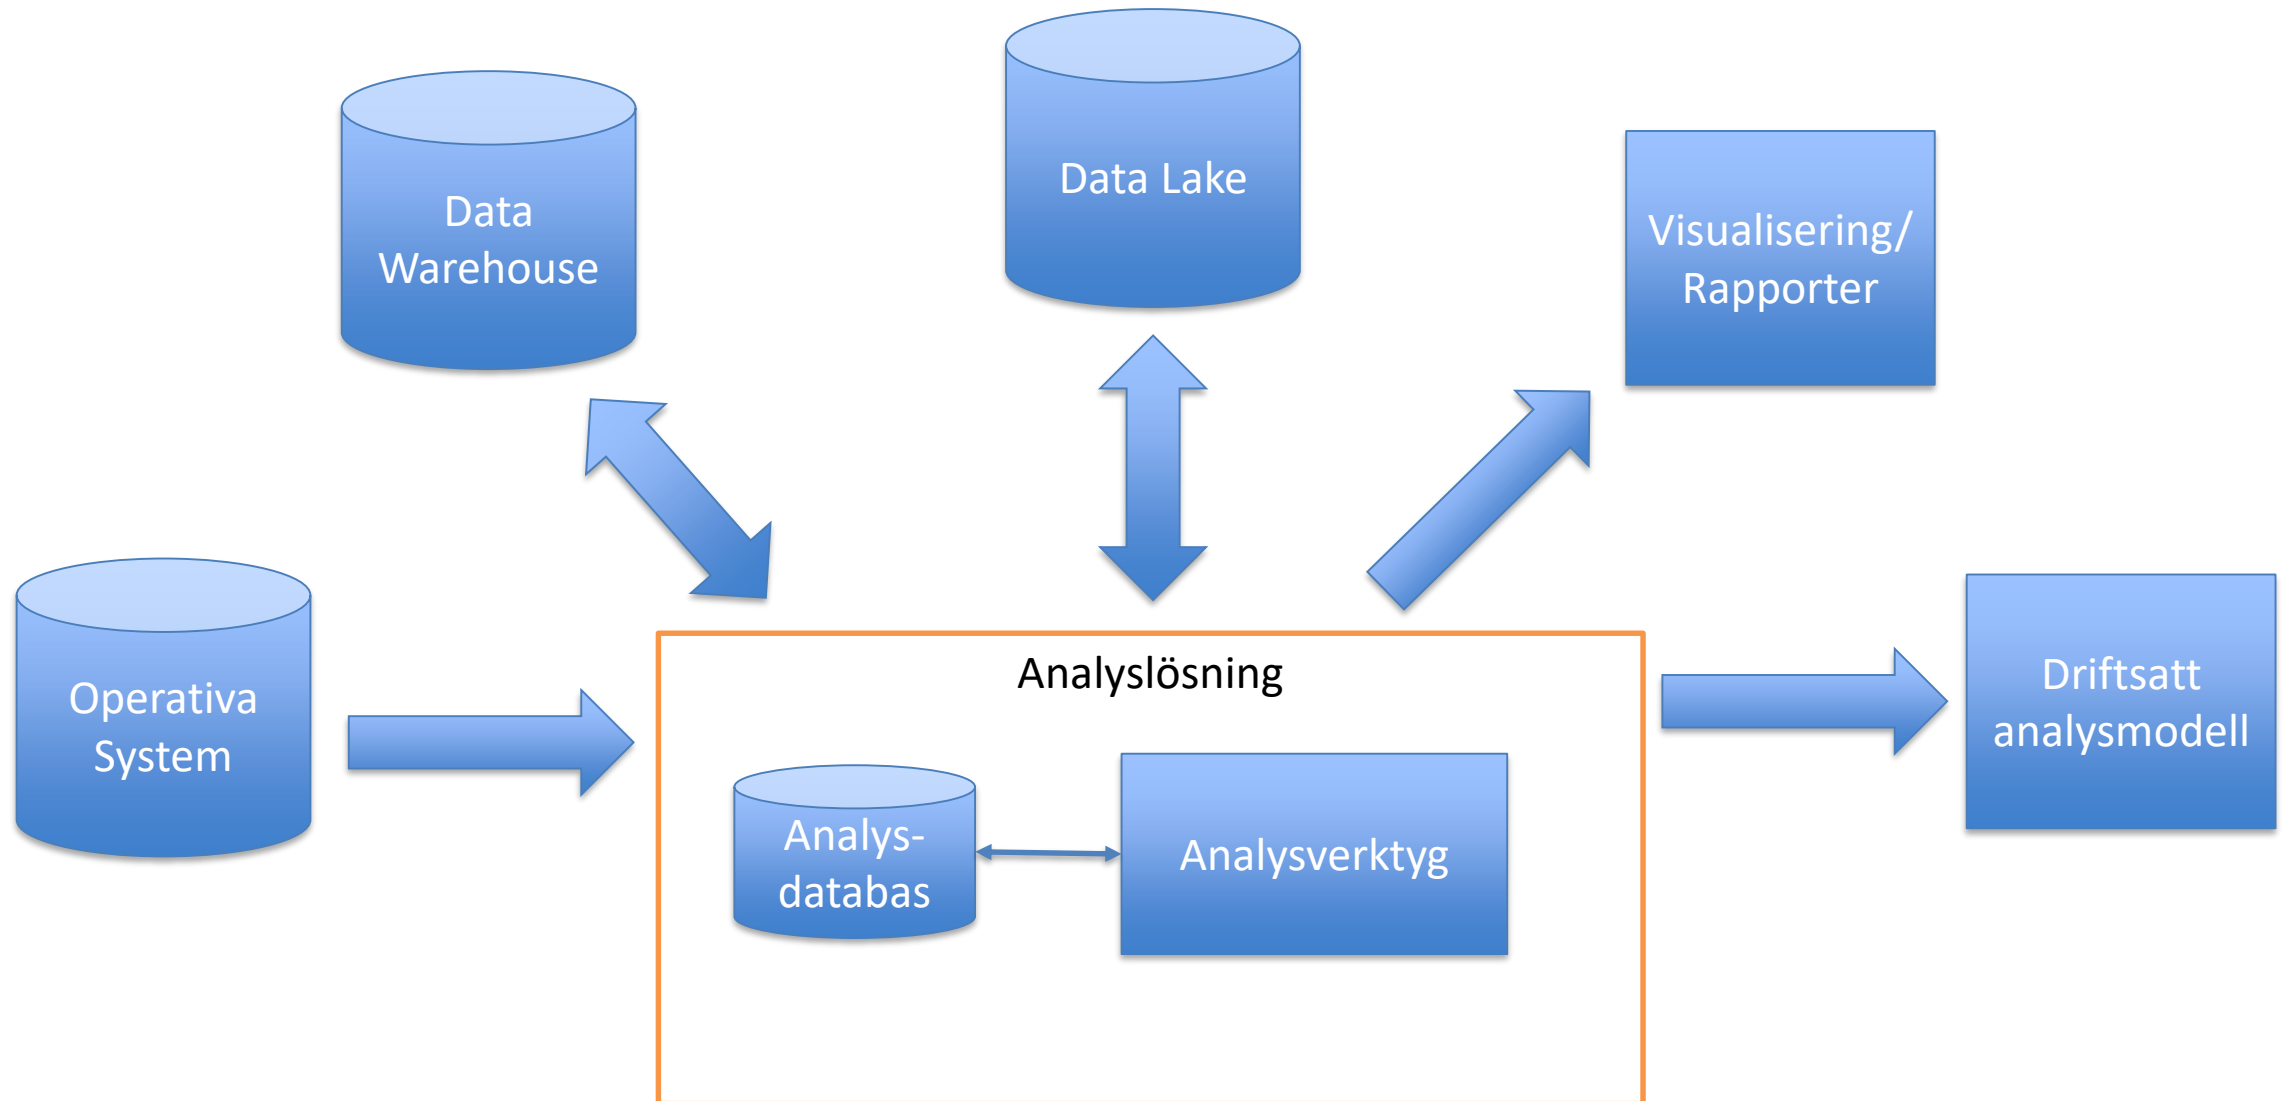 Data Lake
Data
Warehouse
Visualisering/
Rapporter
Operativa
System
Analyslösning
Analys-
databas
Analysverktyg
Driftsatt
analysmodell